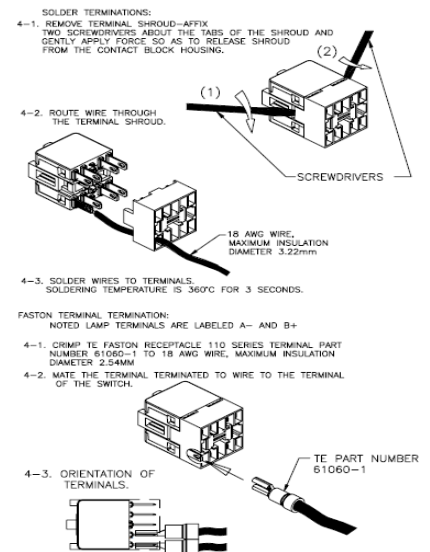 SOLDER TERMINATIONS:
4-1. REMOVE TERMINAL SHROUD-AFFIX
TWO SCREWDRIVERS ABOUT THE TABS OF THE SHROUD AND
GENTLY APPLY FORCE SO AS TO RELEASE SHROUD
FROM THE CONTACT BLOCK HOUSING.
(2)
(1)
4-2. ROUTE WIRE THROUGH
THE TERMINAL SHROUD.
SCREWDRIVERS
18 AWG WIRE,
MAXIMUM INSULATION
DIAMETER 3.22mm
4-3. SOLDER WIRES TO TERMINALS.
SOLDERING TEMPERATURE IS 360°C FOR 3 SECONDS.
FASTON TERMINAL TERMINATION:
NOTED LAMP TERMINALS ARE LABELED A- AND B+
4-1. CRIMP TE FASTON RECEPTACLE 110 SERIES TERMINAL PART
NUMBER 61060-1 TO 18 AWG WIRE, MAXIMUM INSULATION
DIAMETER 2.54MM
4-2. MATE THE TERMINAL TERMINATED TO WIRE TO THE TERMINAL
OF THE SWITCH.
TE PART NUMBER
61060-1
4-3. ORIENTATION OF
TERMINALS.